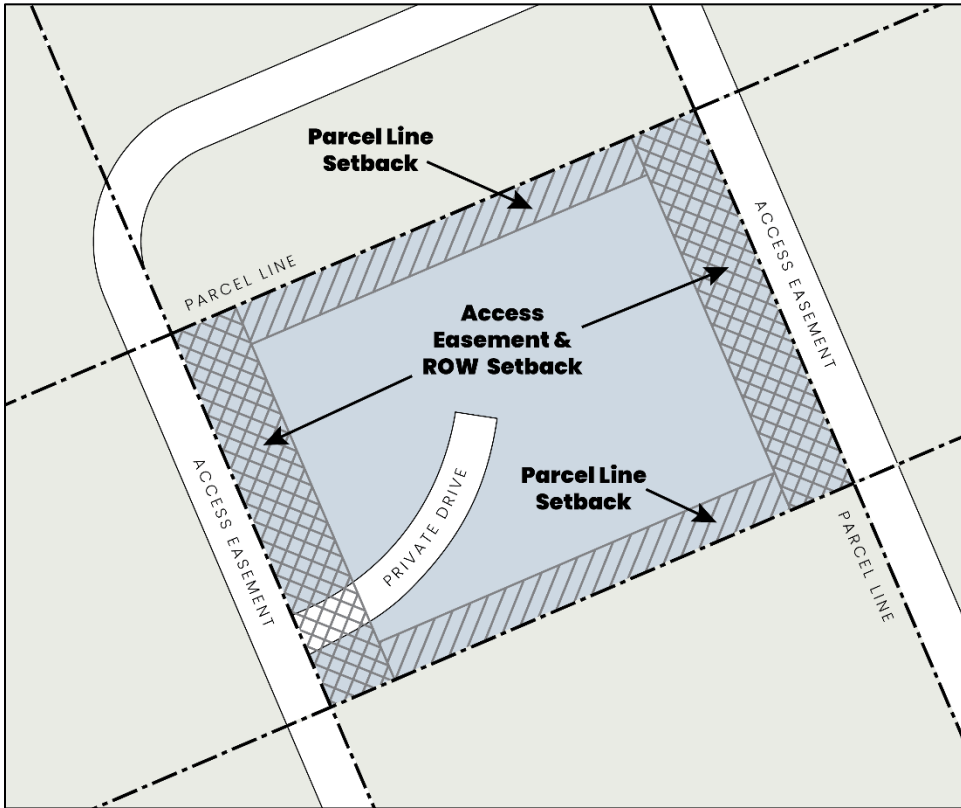 Parcel Line
Setback
ACCESS EASEMENT
PARCEL LINE
Access
Easement &
ROW Setback
ACCESS EASEMENT
PRIVATE DRIVE
Parcel Line
Setback
PARCEL LINE